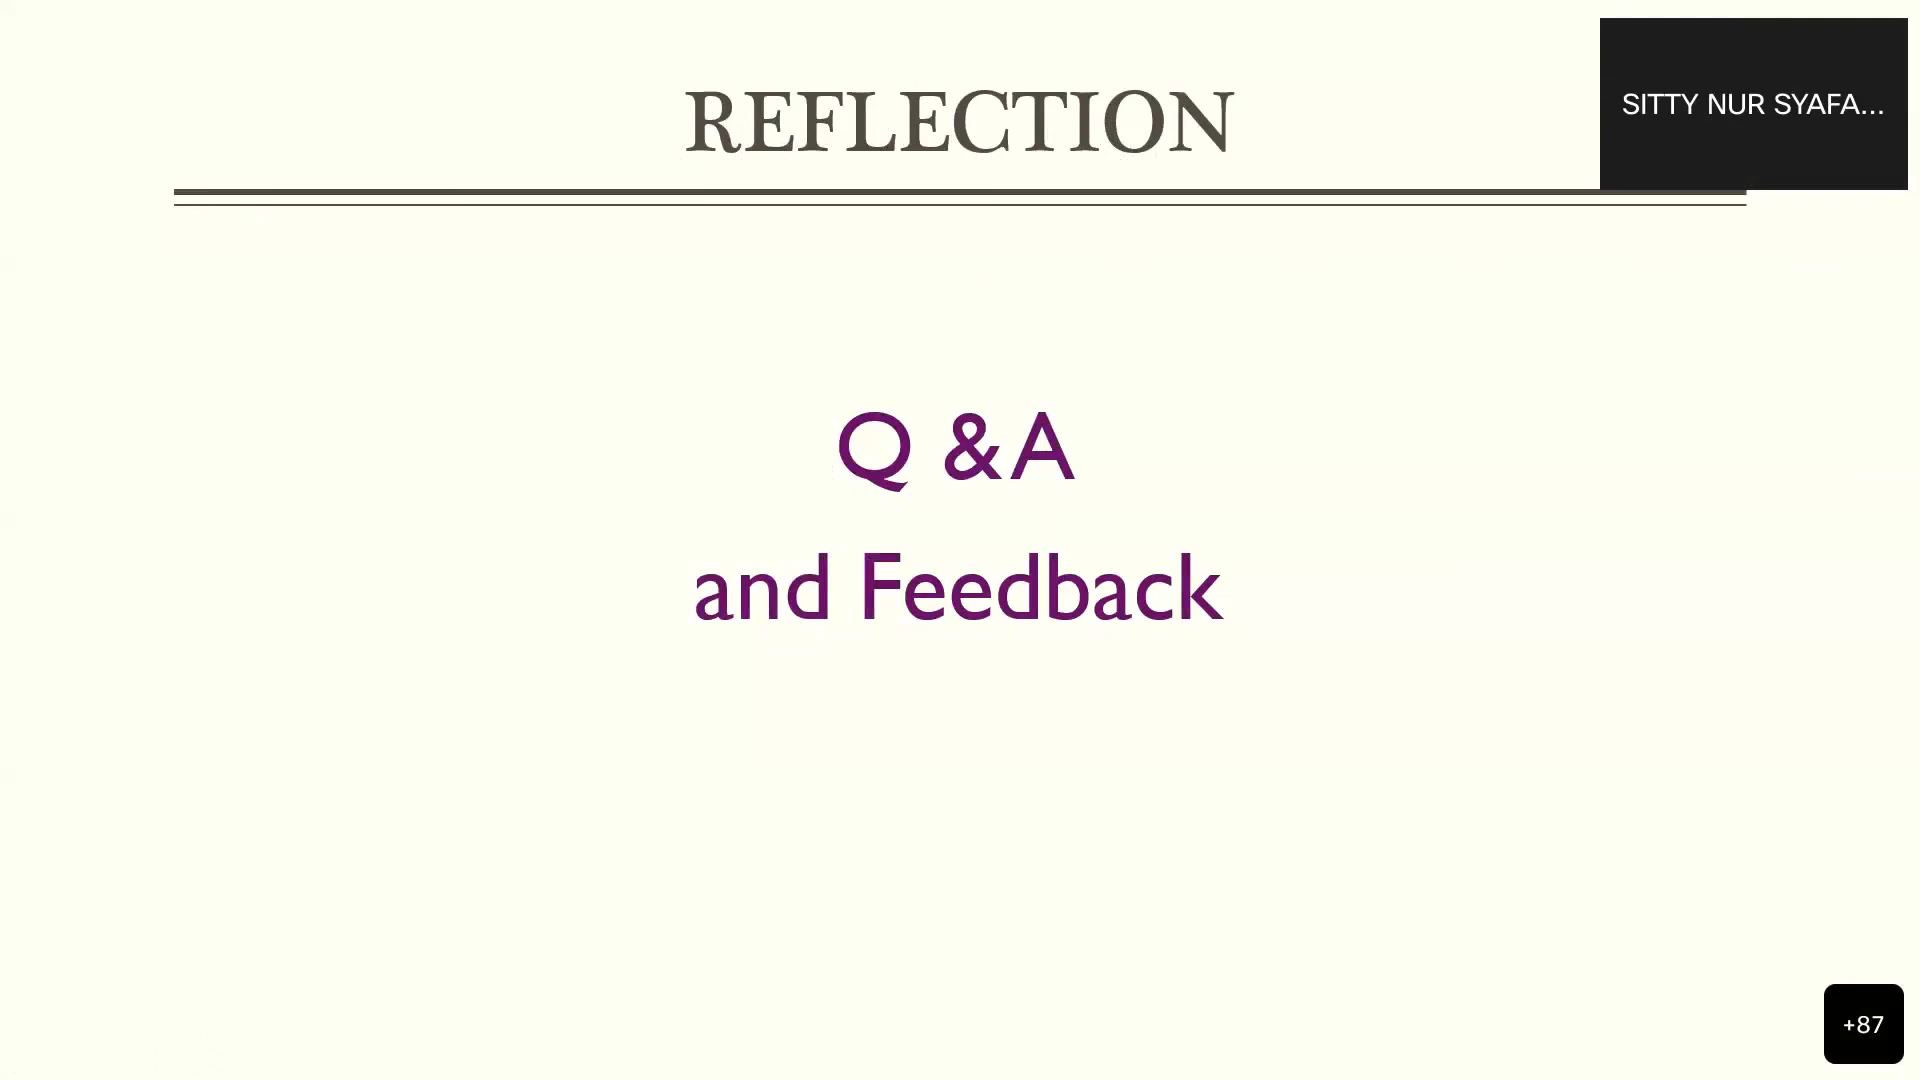 REFLECTION
SITTY NUR SYAFA...
Q & A
and Feedback
+87